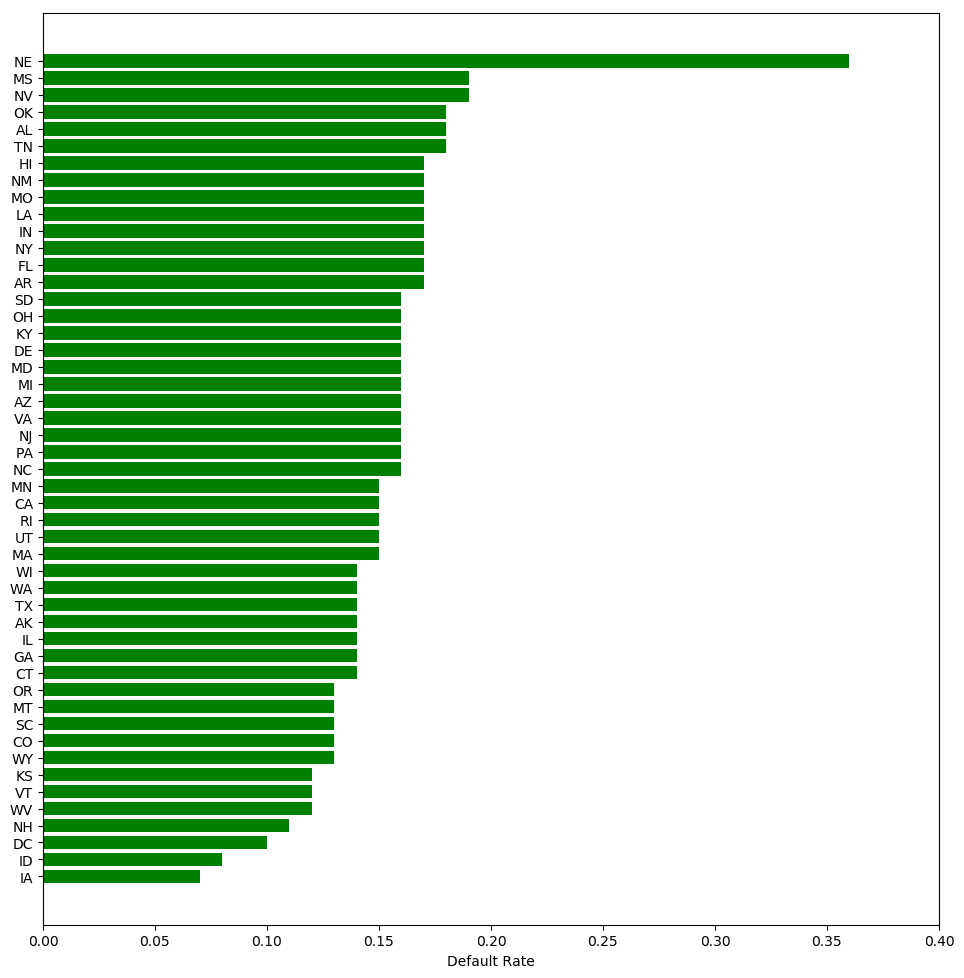 NE
MS
NV
OK
AL
TN
HI
NM
MO
LA
IN
NY
FL
AR
SD
OH
KY
DE
MD
MI
AZ
VA
NJ
PA
NC
MN
CA
RI
UT
MA
WI
WA
TX
AK
IL
GA
CT
OR
MT
SC
CO
WY
KS
VT
WV
NH
DC
ID
IA
0.00 0.05 0.10 0.15 0.20 0.25 0.30 0.35 0.40
Default Rate